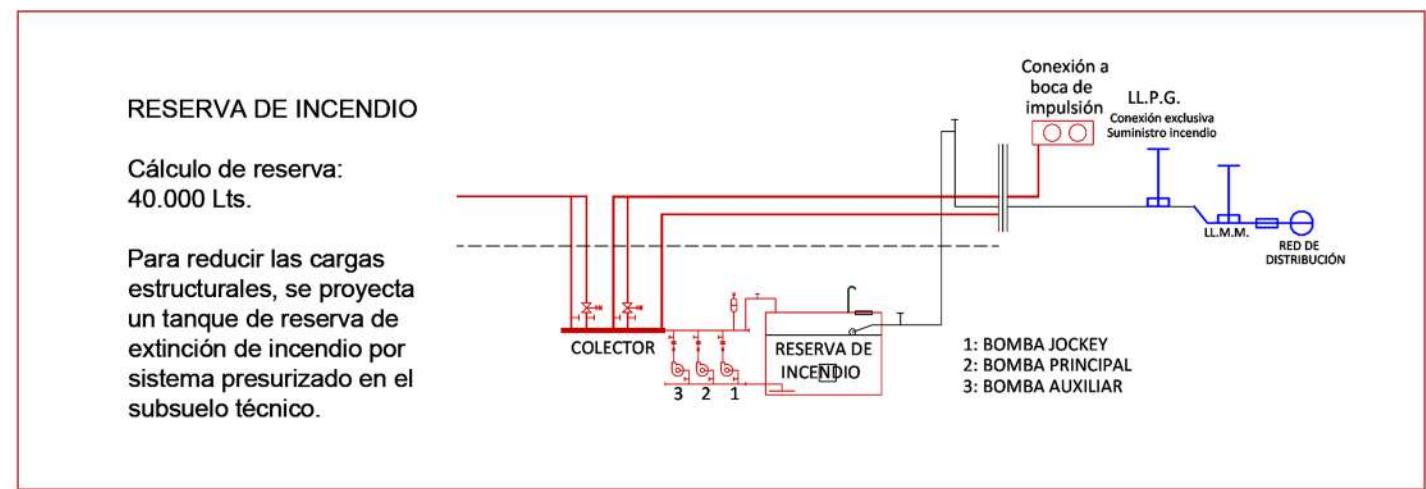 RESERVA DE INCENDIO
Cálculo de reserva:
40.000 Lts.
Para reducir las cargas
estructurales, se proyecta
un tanque de reserva de
extinción de incendio por
sistema presurizado en el
subsuelo técnico.
Conexión a
boca de
impulsión
LL.P.G.
Conexión exclusiva
Suministro incendio
LL.M.M.
RED DE
DISTRIBUCIÓN
COLECTOR
3 2 1
RESERVA DE
INCENDIO
1: BOMBA JOCKEY
2: BOMBA PRINCIPAL
3: BOMBA AUXILIAR